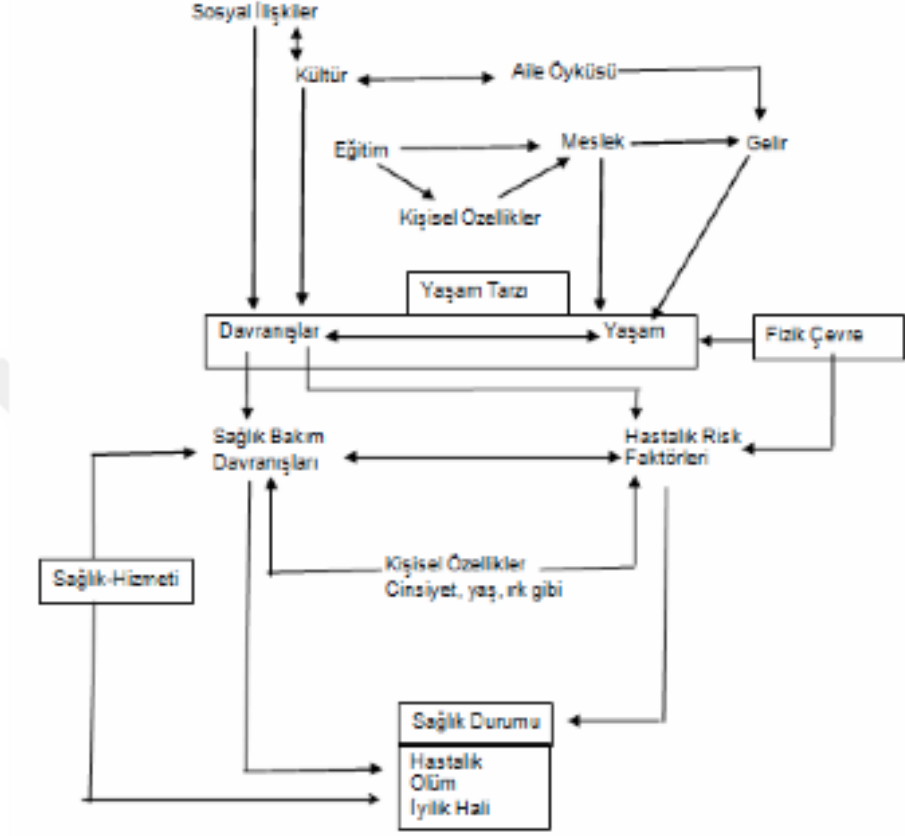 Sosyal İlişkiler
Kültür
Aile Öyküsü
Eğitim
Meslek
Gelir
Kişisel Özellikler
Yaşam Tarzı
Davranışlar
Yaşam
Fizik Çevre
Sağlık Bakım
Davranışları
Hastalık Risk
Faktörleri
Sağlık-Hizmeti
Kişisel Özellikler
Cinsiyet, yaş, ırk gibi
Sağlık Durumu
Hastalık
Ölüm
İyilik Hali